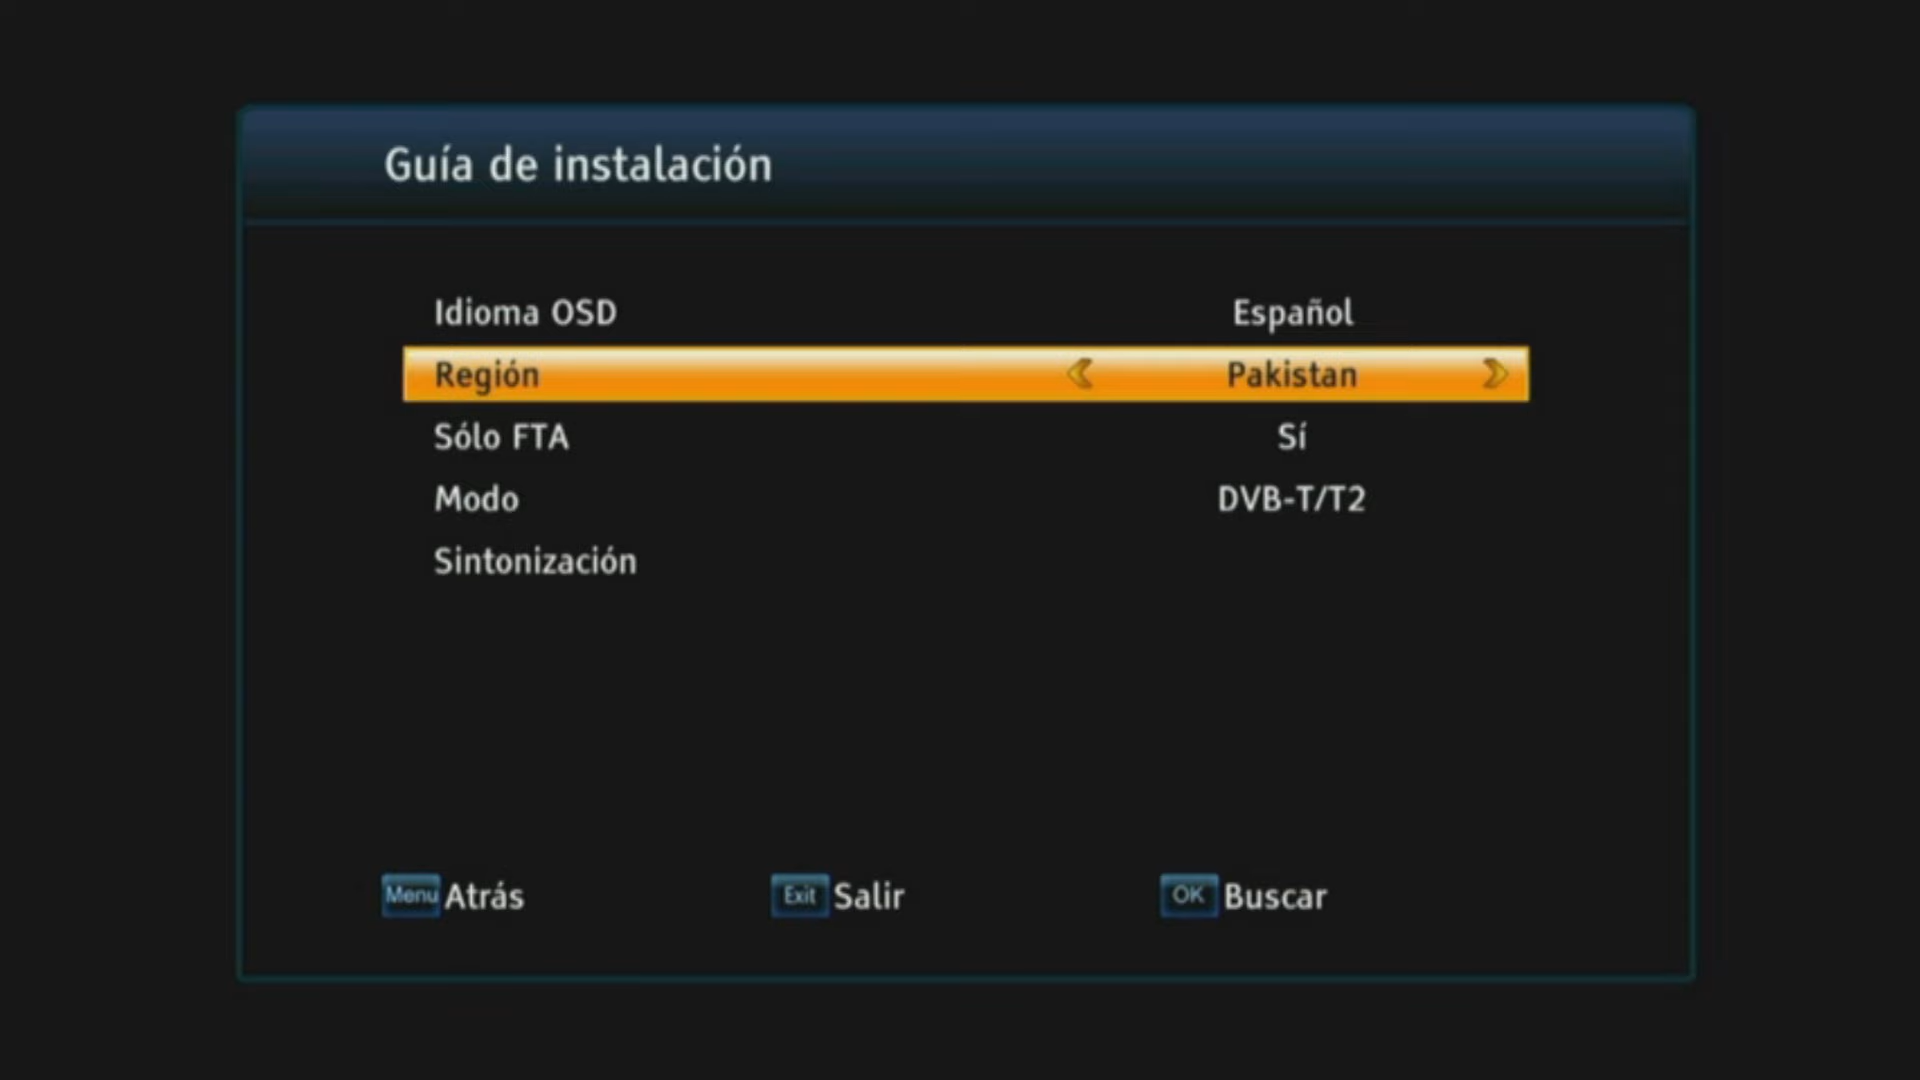 Guía de instalación
Idioma OSD Español
Región Pakistan
Sólo FTA Sí
Modo DVB-T/T2
Sintonización
Menu Atrás Exit Salir OK Buscar